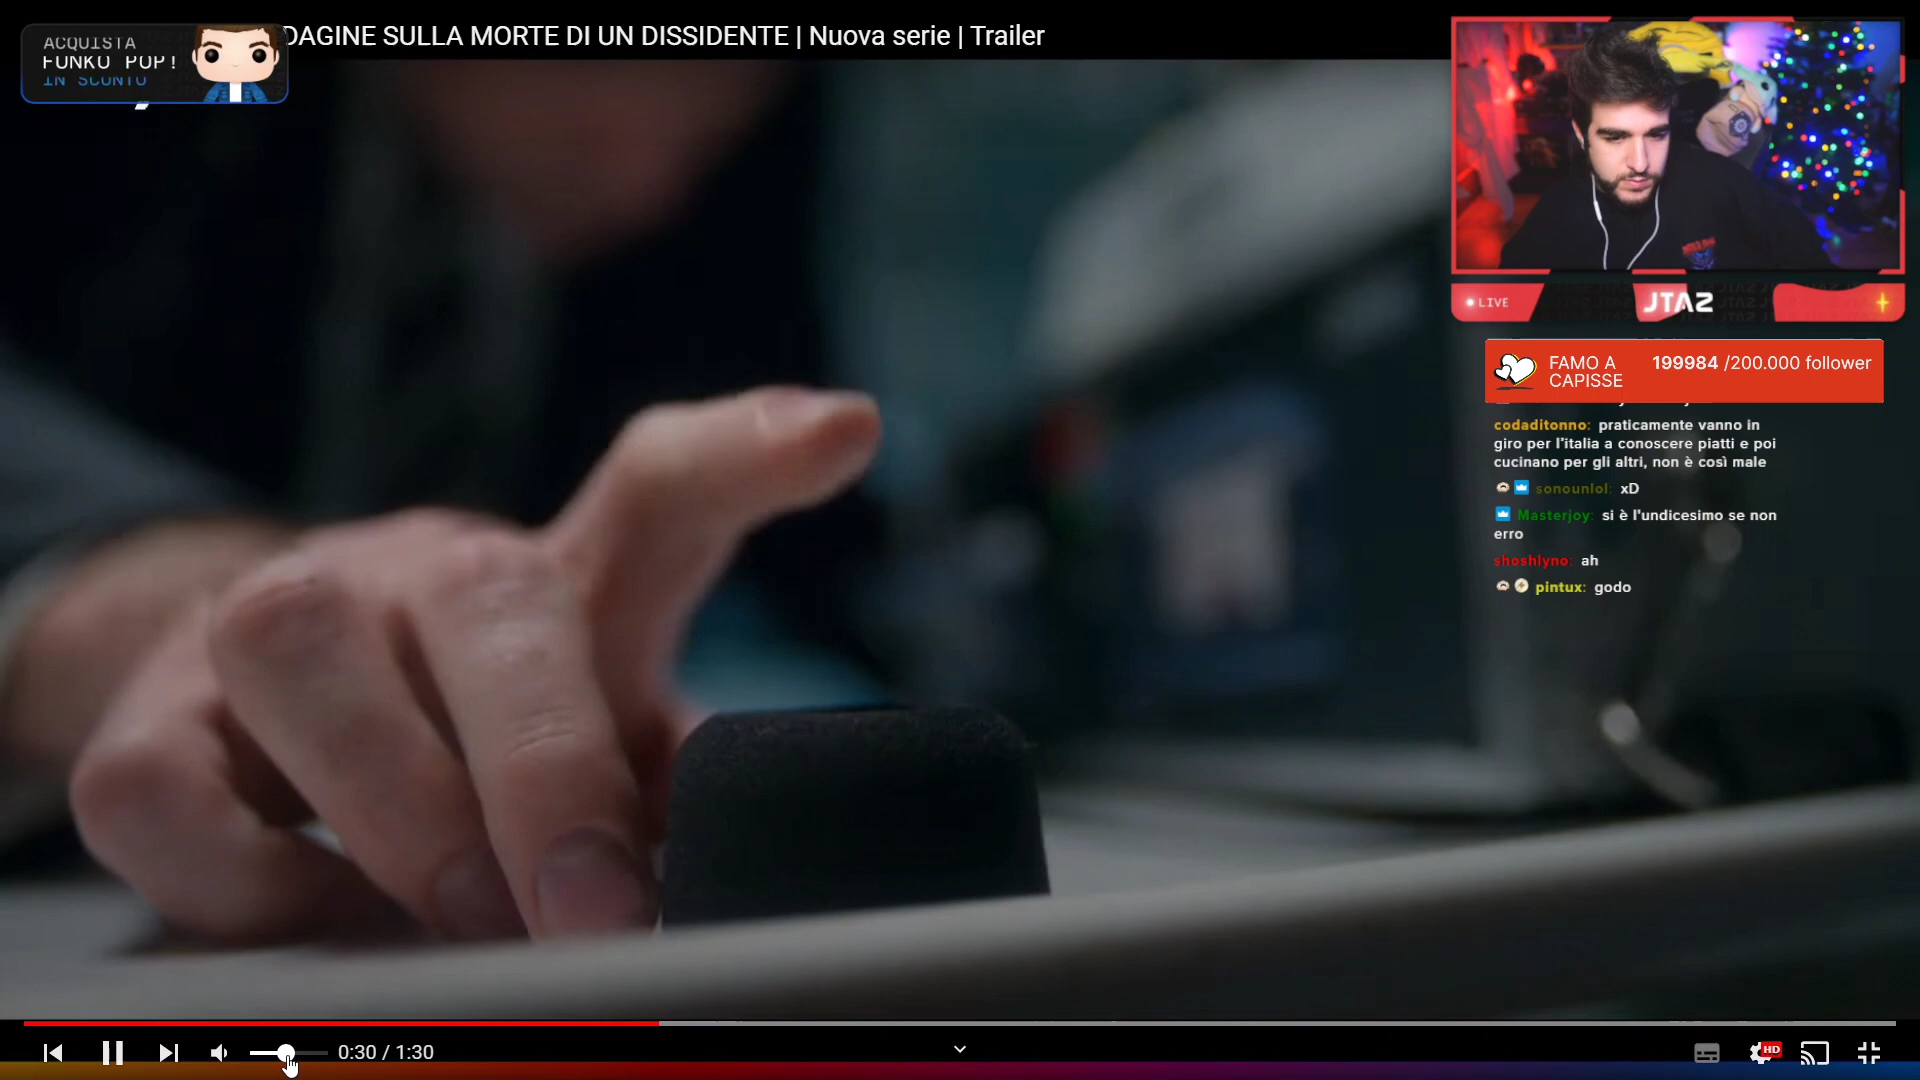 DAGINE SULLA MORTE DI UN DISSIDENTE | Nuova serie | Trailer
ACQUISTA
FUNKO POP!
IN SCONTO
LIVE
JTAZ
FAMO A
CAPISSE
199984 /200.000 follower
codaditonno: praticamente vanno in
giro per l'italia a conoscere piatti e poi
cucinano per gli altri, non è così male
sonouniol: xD
Masterjoy: si è l'undicesimo se non
erro
shoshlyno: ah
pintux: godo
0:30 / 1:30
HD